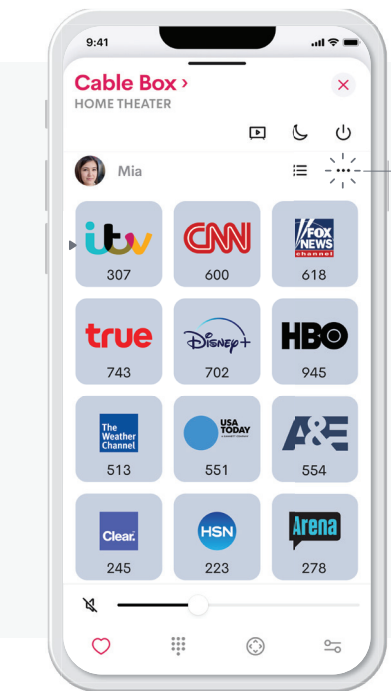 9:41
Cable Box
HOME THEATER
Mia
itv
CNN
FOX
NEWS
channel
307
600
618
true
Disney+
HBO
743
702
945
The
Weather
Channel
USA
TODAY
A&E
513
551
554
Clear.
HSN
Arena
245
223
278